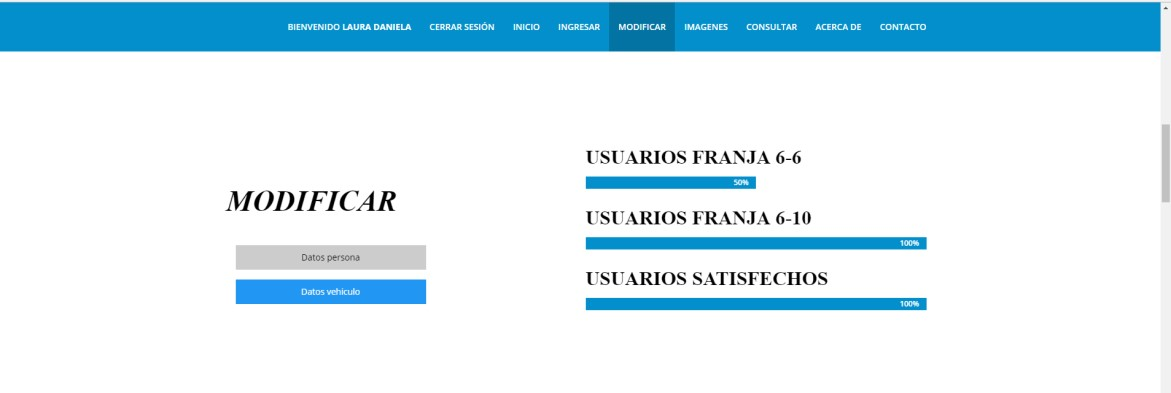 BIENVENIDO LAURA DANIELA CERRAR SESIÓN INICIO INGRESAR MODIFICAR IMAGENES CONSULTAR ACERCA DE CONTACTO
MODIFICAR
Datos persona
Datos vehiculo
USUARIOS FRANJA 6-6
50%
USUARIOS FRANJA 6-10
100%
USUARIOS SATISFECHOS
100%